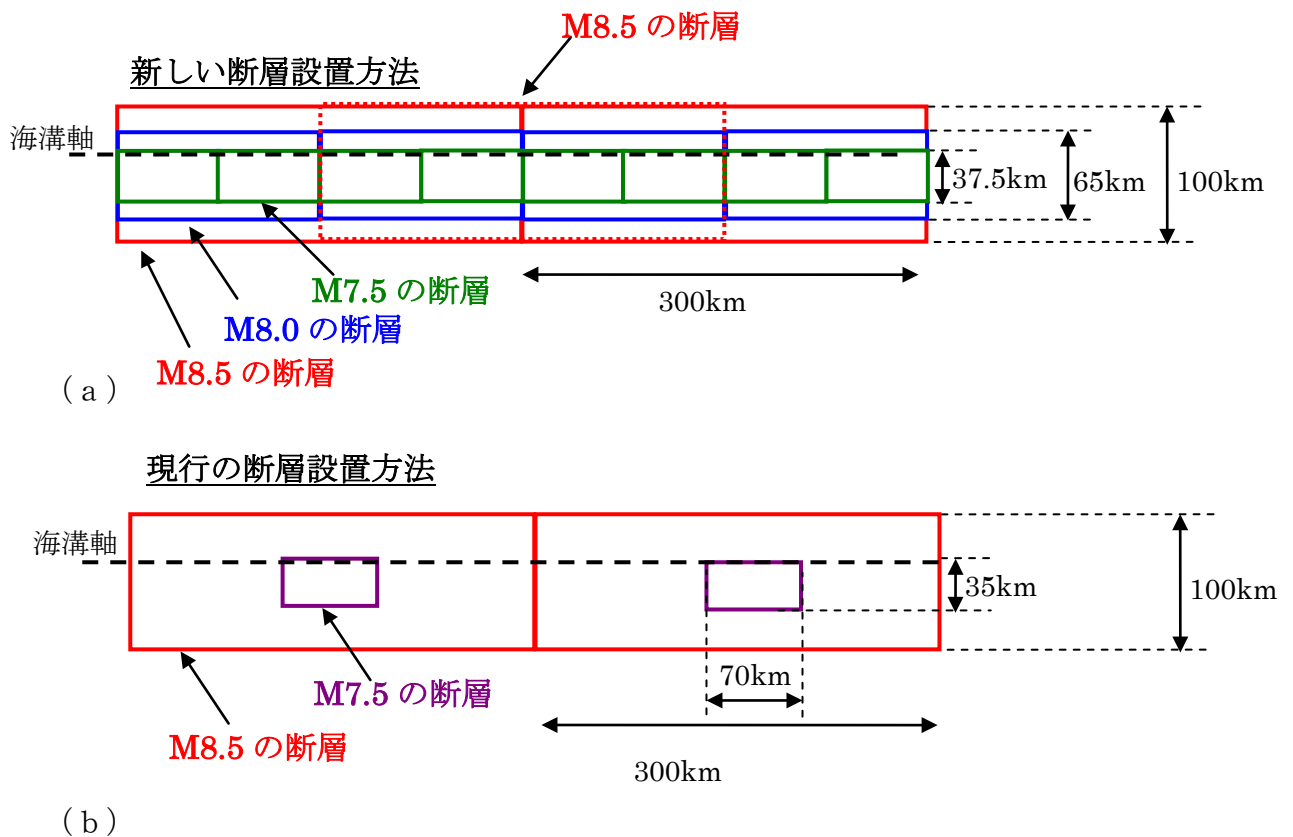 M8.5 の断層
新しい断層設置方法
海溝軸
37.5km
65km
100km
M7.5 の断層
300km
M8.0 の断層
M8.5 の断層
（a）
現行の断層設置方法
海溝軸
35km
100km
70km
M7.5 の断層
M8.5 の断層
300km
（b）